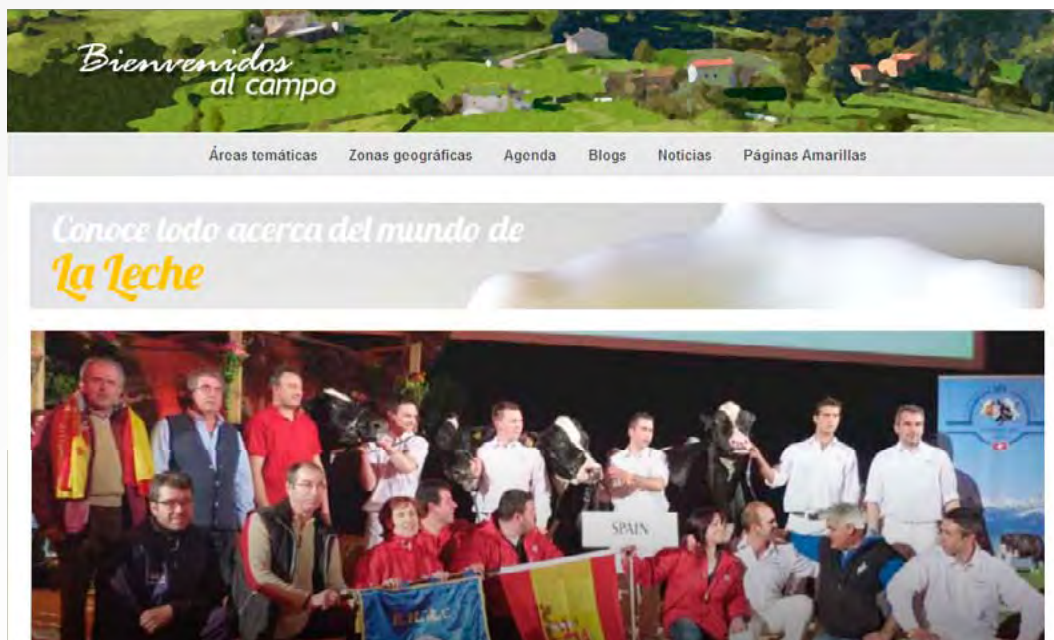 Bienvenidos
al campo
Áreas temáticas Zonas geográficas Agenda Blogs Noticias Páginas Amarillas
Conoce todo acerca del mundo de
La Leche
SPAIN